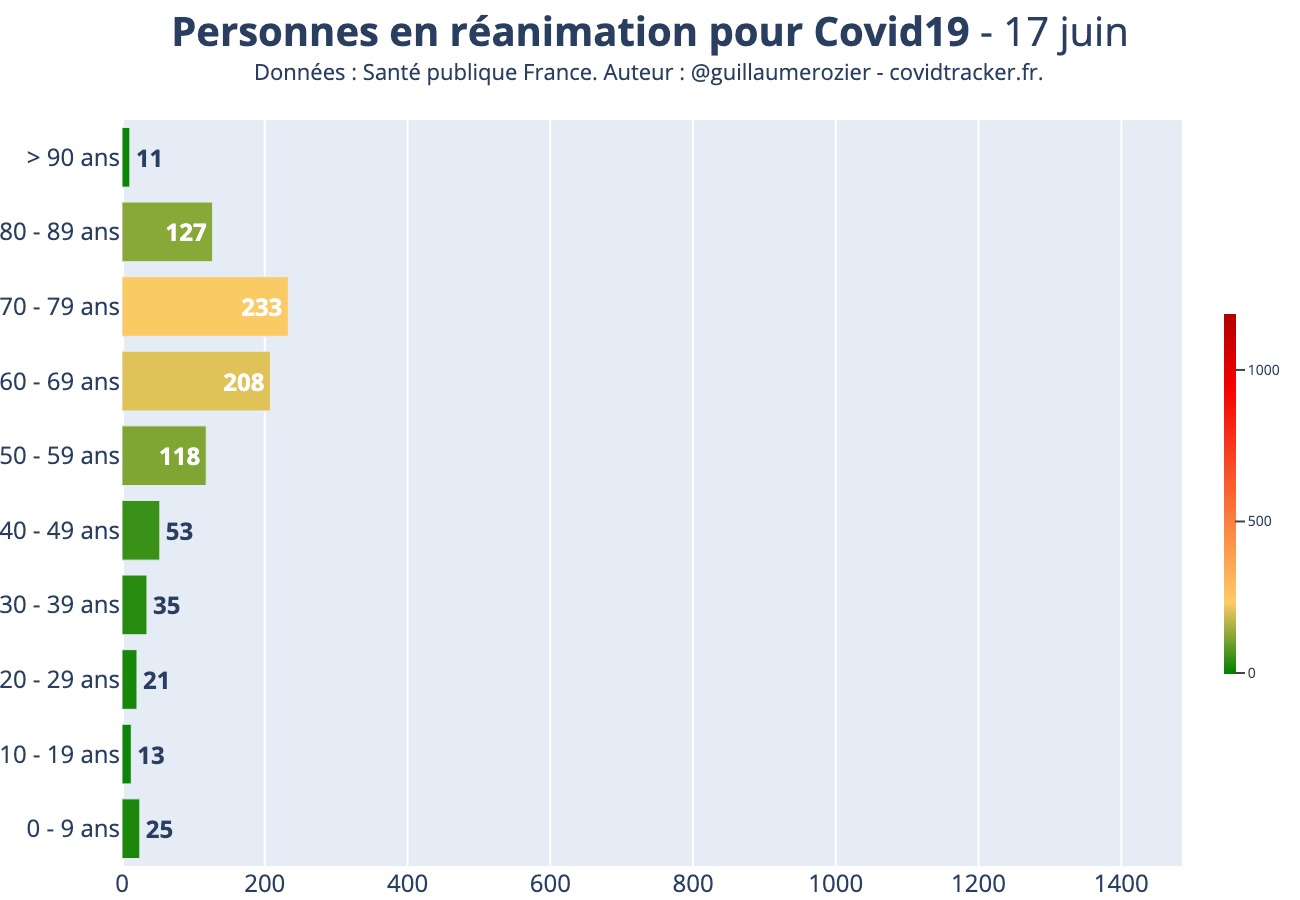 Personnes en réanimation pour Covid19 - 17 juin
Données : Santé publique France. Auteur : @guillaumerozier - covidtracker.fr.
> 90 ans 11
80 - 89 ans 127
70 - 79 ans 233
60 - 69 ans 208
50 - 59 ans 118
40 - 49 ans 53
30 - 39 ans 35
20 - 29 ans 21
10 - 19 ans 13
0 - 9 ans 25
0 200 400 600 800 1000 1200 1400
1000
500
0